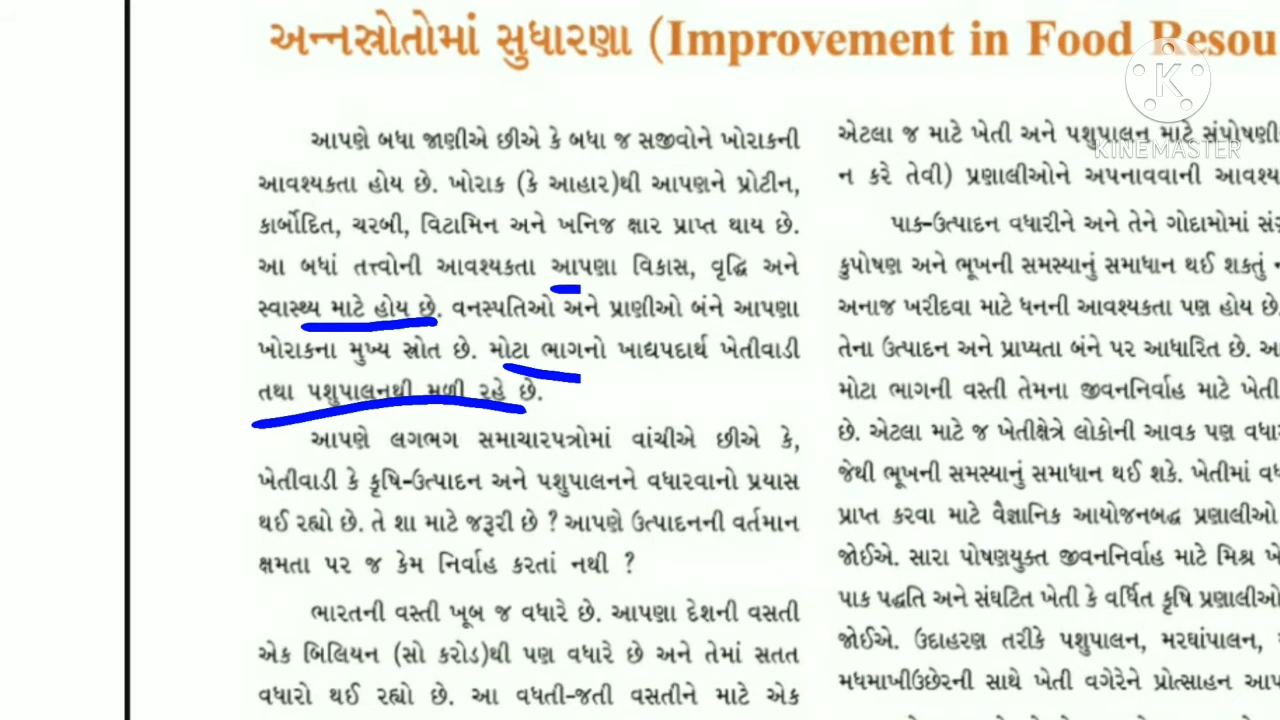 અન્નસ્રોતોમાં સુધારણા (Improvement in Food Resou
K
KINEMASTER
આપણે બધા જાણીએ છીએ કે બધા જ સજીવોને ખોરાકની
આવશ્યકતા હોય છે. ખોરાક (કે આહાર)થી આપણને પ્રોટીન,
કાર્બોદિત, ચરબી, વિટામિન અને ખનિજ ક્ષાર પ્રાપ્ત થાય છે.
આ બધાં તત્ત્વોની આવશ્યકતા આપણા વિકાસ, વૃદ્ધિ અને
સ્વાસ્થ્ય માટે હોય છે. વનસ્પતિઓ અને પ્રાણીઓ બંને આપણા
ખોરાકના મુખ્ય સ્રોત છે. મોટા ભાગનો ખાદ્યપદાર્થ ખેતીવાડી
તથા પશુપાલનથી મળી રહે છે.
આપણે લગભગ સમાચારપત્રોમાં વાંચીએ છીએ કે,
ખેતીવાડી કે કૃષિ-ઉત્પાદન અને પશુપાલનને વધારવાનો પ્રયાસ
થઈ રહ્યો છે. તે શા માટે જરૂરી છે ? આપણે ઉત્પાદનની વર્તમાન
ક્ષમતા પર જ કેમ નિર્વાહ કરતાં નથી ?
ભારતની વસ્તી ખૂબ જ વધારે છે. આપણા દેશની વસતી
એક બિલિયન (સો કરોડ)થી પણ વધારે છે અને તેમાં સતત
વધારો થઈ રહ્યો છે. આ વધતી-જતી વસતીને માટે એક
એટલા જ માટે ખેતી અને પશુપાલન માટે સંપોષણી
ન કરે તેવી) પ્રણાલીઓને અપનાવવાની આવશ્ય
પાક-ઉત્પાદન વધારીને અને તેને ગોદામોમાં
કુપોષણ અને ભૂખની સમસ્યાનું સમાધાન થઈ શકતું
અનાજ ખરીદવા માટે ધનની આવશ્યકતા પણ હોય છે.
તેના ઉત્પાદન અને પ્રાપ્યતા બંને પર આધારિત છે.
મોટા ભાગની વસ્તી તેમના જીવનનિર્વાહ માટે ખેતી
છે. એટલા માટે જ ખેતીક્ષેત્રે લોકોની આવક પણ વધા
જેથી ભૂખની સમસ્યાનું સમાધાન થઈ શકે. ખેતીમાં વધ
પ્રાપ્ત કરવા માટે વૈજ્ઞાનિક આયોજનબદ્ધ પ્રણાલીઓ
જોઈએ. સારા પોષણયુક્ત જીવનનિર્વાહ માટે મિશ્ર ખે
પાક પદ્ધતિ અને સંઘટિત ખેતી કે વર્ધિત કૃષિ પ્રણાલીઓ
જોઈએ. ઉદાહરણ તરીકે પશુપાલન, મરઘાંપાલન,
મધમાખીઉછેરની સાથે ખેતી વગેરેને પ્રોત્સાહન આપ